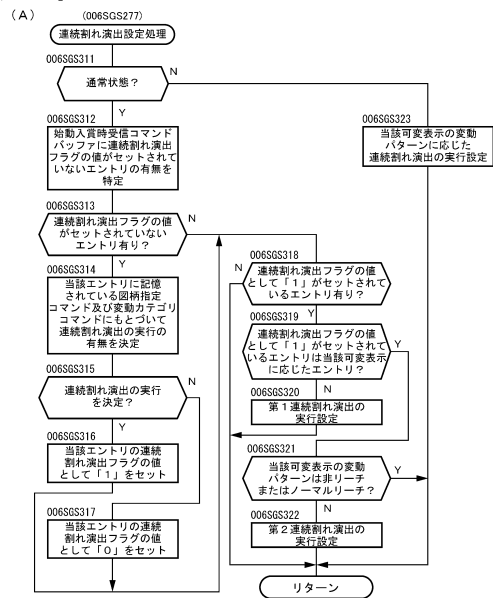 （A）
(006SGS277)
連続割れ演出設定処理
006SGS311
通常状態？
N
Y
006SGS312
始動入賞時受信コマンド
バッファに連続割れ演出
フラグの値がセットされて
いないエントリの有無を
特定
006SGS323
当該可変表示の変動
パターンに応じた
連続割れ演出の実行設定
006SGS313
連続割れ演出フラグの値
がセットされていない
エントリ有り？
N
Y
006SGS314
当該エントリに記憶
されている図柄指定
コマンド及び変動カテゴリ
コマンドにもとづいて
連続割れ演出の実行の
有無を決定
006SGS315
連続割れ演出の実行
を決定？
N
Y
006SGS316
当該エントリの連続
割れ演出フラグの値
として「1」をセット
006SGS317
当該エントリの連続
割れ演出フラグの値
として「0」をセット
006SGS318
N
連続割れ演出フラグの値
として「1」がセットされて
いるエントリ有り？
006SGS319
Y
連続割れ演出フラグの値
として「1」がセットされて
いるエントリは当該可変表示
に応じたエントリ？
Y
006SGS320
N
第1連続割れ演出の
実行設定
006SGS321
当該可変表示の変動
パターンは非リーチ
またはノーマルリーチ？
Y
006SGS322
N
第2連続割れ演出の
実行設定
リターン